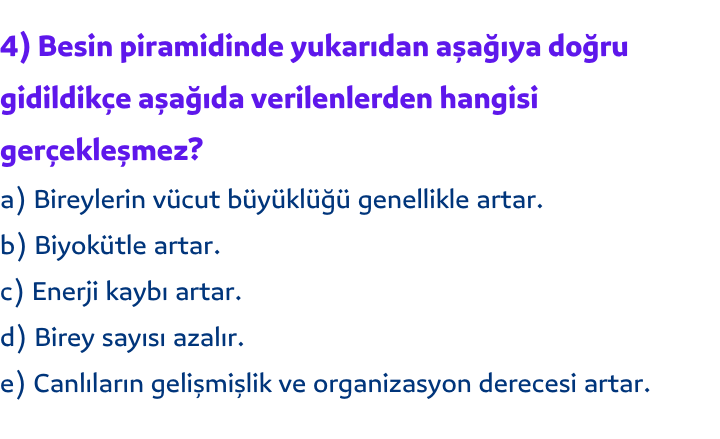 4) Besin piramidinde yukarıdan aşağıya doğru
gidildikçe aşağıda verilenlerden hangisi
gerçekleşmez?
a) Bireylerin vücut büyüklüğü genellikle artar.
b) Biyokütle artar.
c) Enerji kaybı artar.
d) Birey sayısı azalır.
e) Canlıların gelişmişlik ve organizasyon derecesi artar.